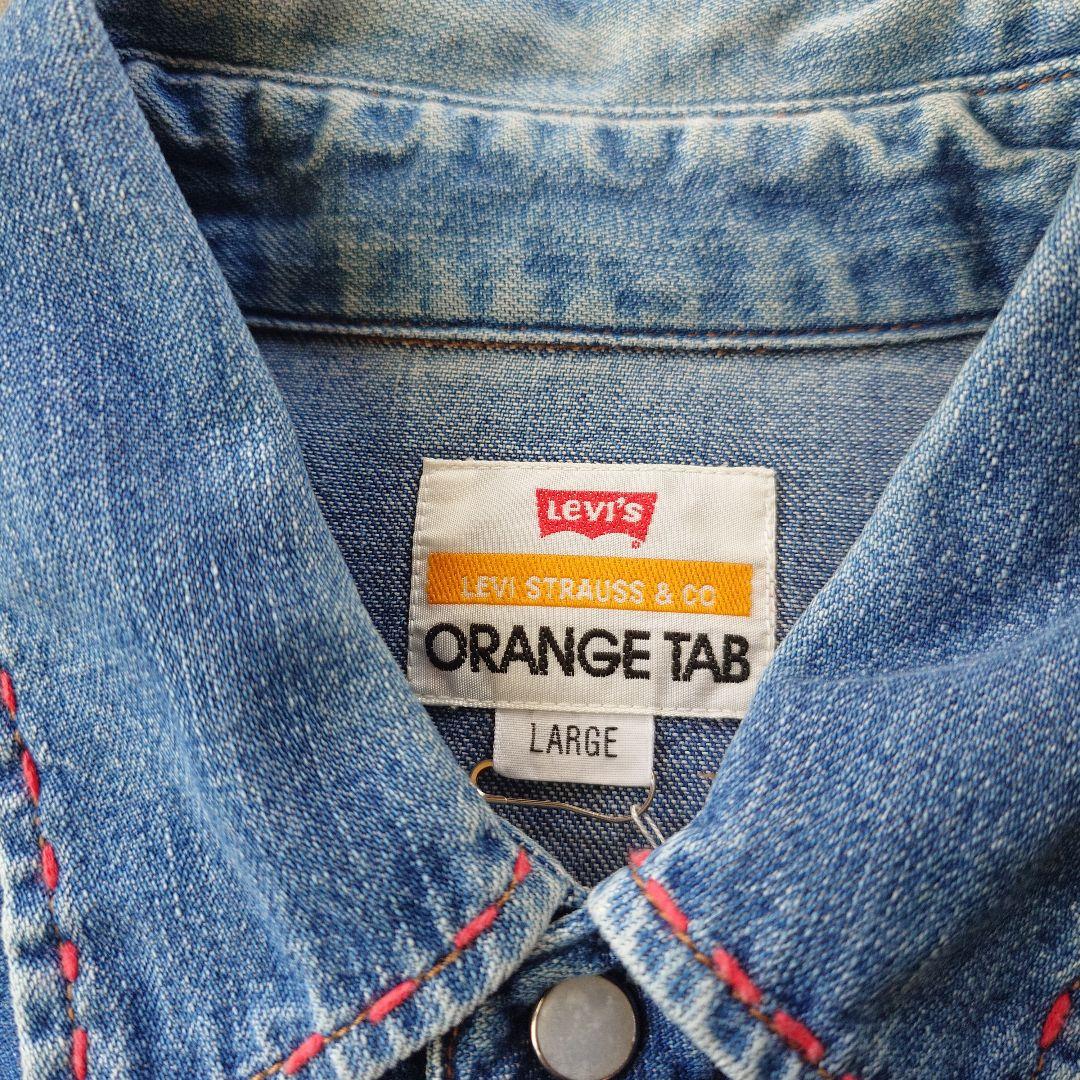 LEVI'S
®
LEVI STRAUSS & CO
ORANGE TAB
LARGE